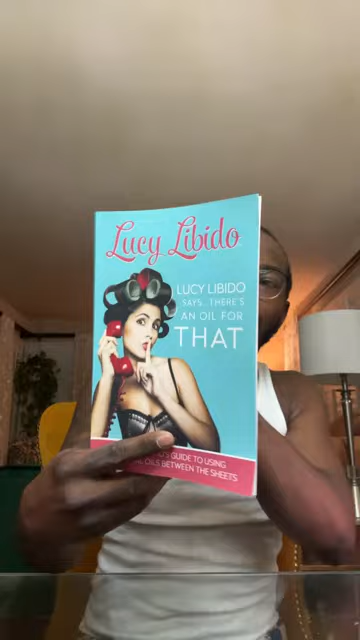 Lucy Libido
LUCY LIBIDO
SAYS.. THERE'S
AN OIL FOR
THAT
GUIDE TO USING
OILS BETWEEN THE SHEETS